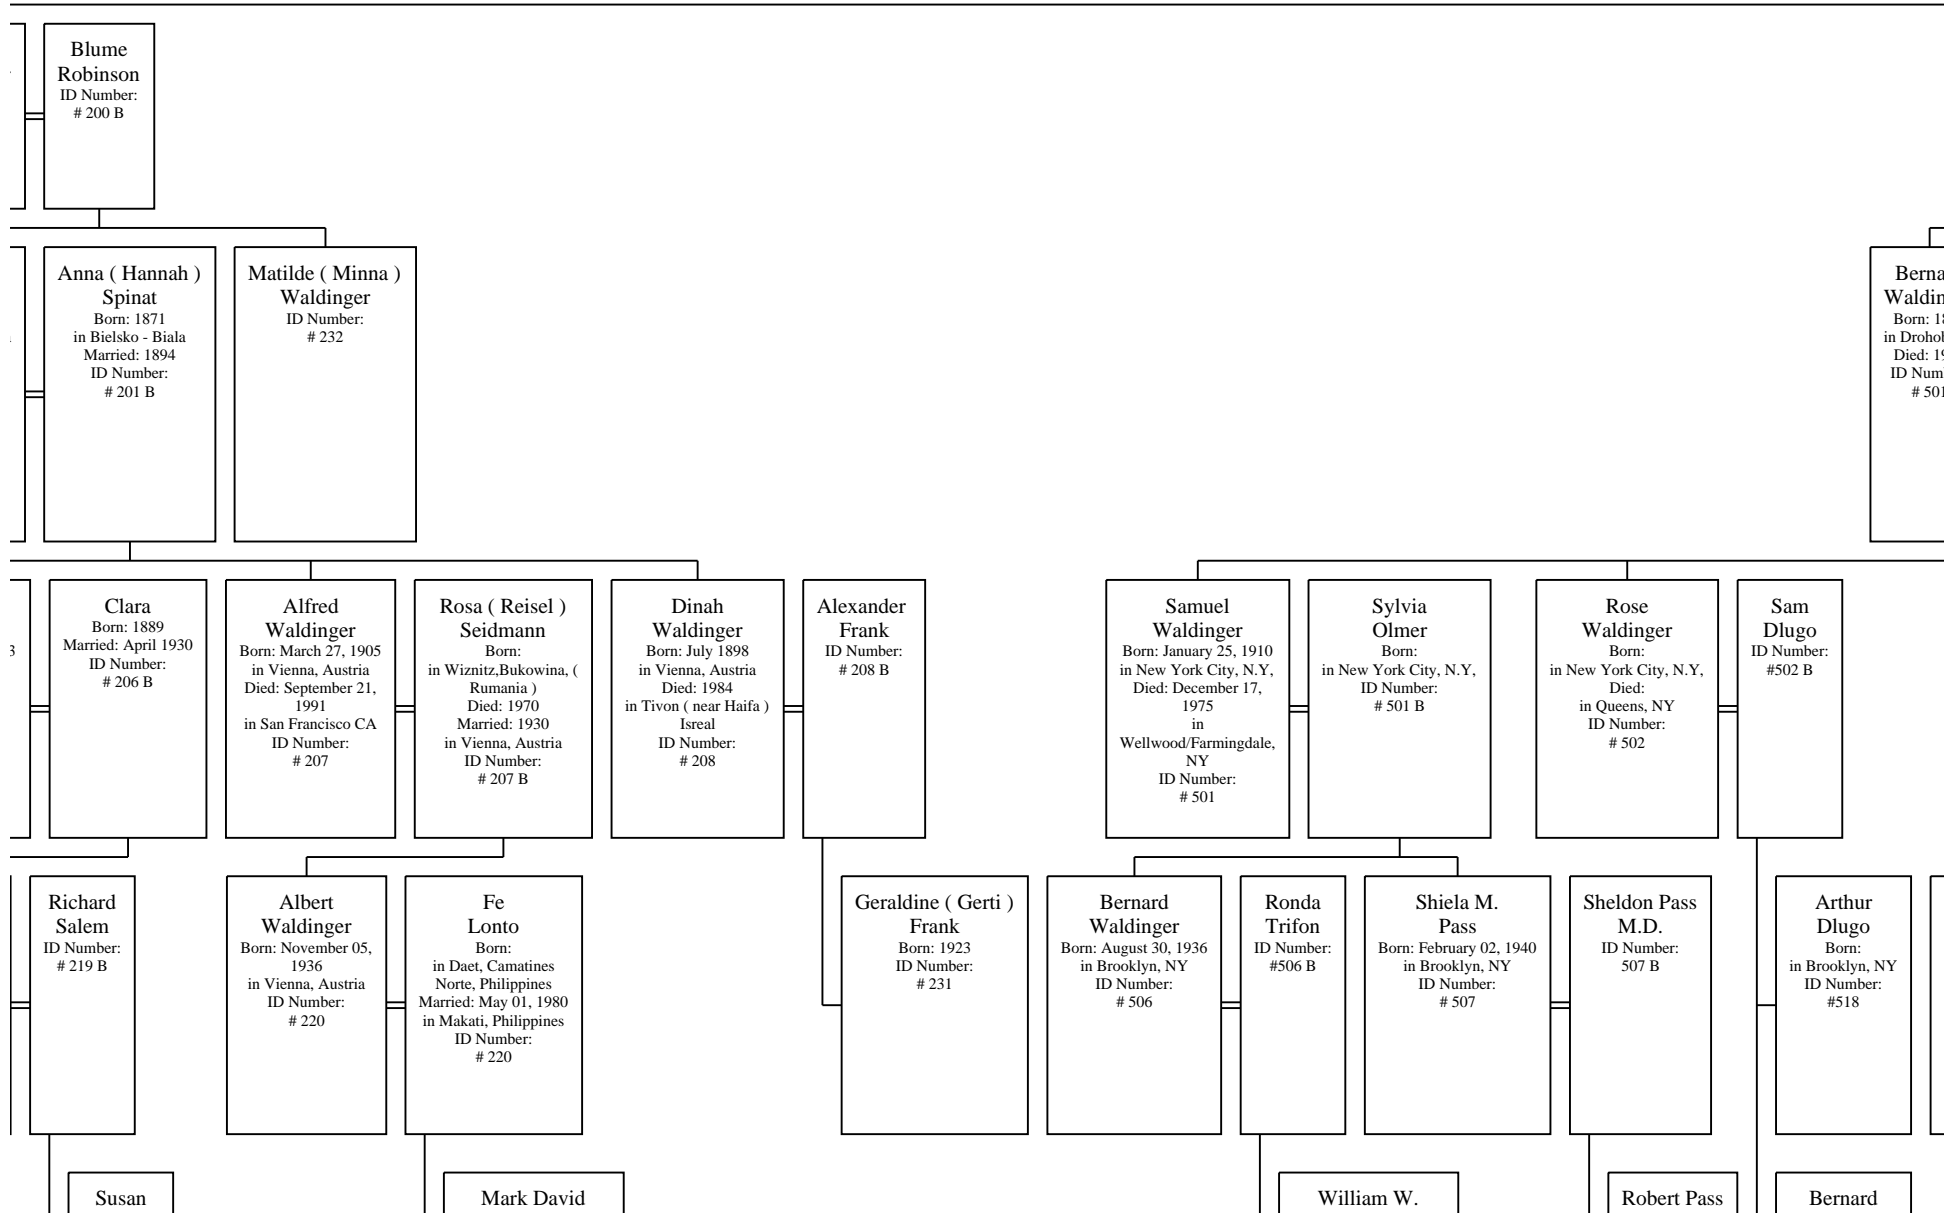 Blume
Robinson
ID Number:
# 200 B
Anna ( Hannah )
Spinat
Born: 1871
in Bielsko - Biala
Married: 1894
ID Number:
# 201 B
Matilde ( Minna )
Waldinger
ID Number:
# 232
Berna
Waldin
Born: 18
in Drohob
Died: 19
ID Num
# 501
3
Clara
Born: 1889
Married: April 1930
ID Number:
# 206 B
Alfred
Waldinger
Born: March 27, 1905
in Vienna, Austria
Died: September 21,
1991
in San Francisco CA
ID Number:
# 207
Rosa ( Reisel )
Seidmann
Born:
in Wiznitz,Bukowina, (
Rumania )
Died: 1970
Married: 1930
in Vienna, Austria
ID Number:
# 207 B
Dinah
Waldinger
Born: July 1898
in Vienna, Austria
Died: 1984
in Tivon ( near Haifa )
Isreal
ID Number:
# 208
Alexander
Frank
ID Number:
# 208 B
Samuel
Waldinger
Born: January 25, 1910
in New York City, N.Y,
Died: December 17,
1975
in
Wellwood/Farmingdale,
NY
ID Number:
# 501
Sylvia
Olmer
Born:
in New York City, N.Y,
ID Number:
# 501 B
Rose
Waldinger
Born:
in New York City, N.Y,
Died:
in Queens, NY
ID Number:
# 502
Sam
Dlugo
ID Number:
#502 B
Richard
Salem
ID Number:
# 219 B
Albert
Waldinger
Born: November 05,
1936
in Vienna, Austria
ID Number:
# 220
Fe
Lonto
Born:
in Daet, Camatines
Norte, Philippines
Married: May 01, 1980
in Makati, Philippines
ID Number:
# 220
Geraldine ( Gerti )
Frank
Born: 1923
ID Number:
# 231
Bernard
Waldinger
Born: August 30, 1936
in Brooklyn, NY
ID Number:
# 506
Ronda
Trifon
ID Number:
#506 B
Shiela M.
Pass
Born: February 02, 1940
in Brooklyn, NY
ID Number:
# 507
Sheldon Pass
M.D.
ID Number:
507 B
Arthur
Dlugo
Born:
in Brooklyn, NY
ID Number:
#518
Susan
Mark David
William W.
Robert Pass
Bernard